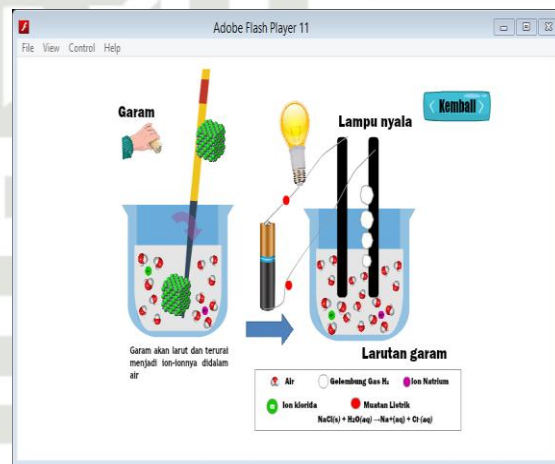 Adobe Flash Player 11
File View Control Help
Garam
Lampu nyala
Kembali
Garam akan larut dan terurai
menjadi ion-ionnya didalam
air
Larutan garam
Air Gelembung Gas H₂ Ion Natrium
Ion klorida Muatan Listrik
NaCl(s) + H₂O(aq) → Na+(aq) + Cl-(aq)